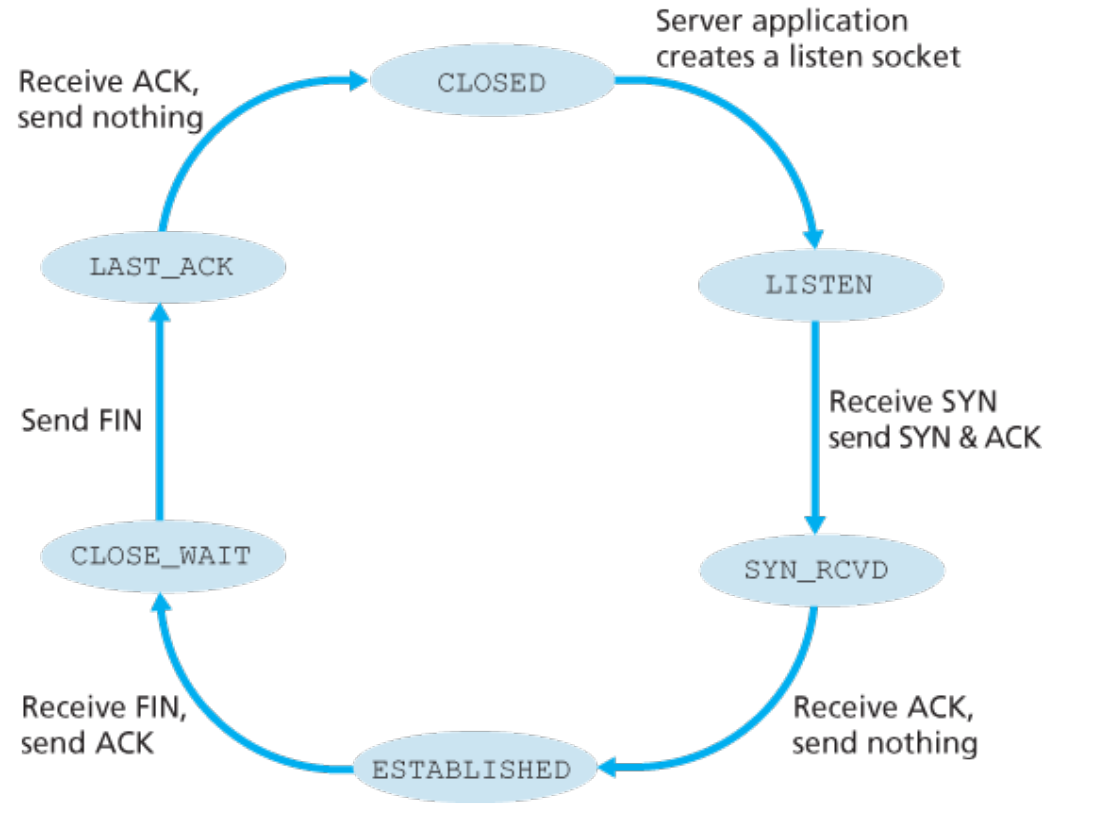 Server application
creates a listen socket
Receive ACK,
send nothing
CLOSED
LAST_ACK
LISTEN
Send FIN
Receive SYN
send SYN & ACK
CLOSE_WAIT
SYN_RCVD
Receive FIN,
send ACK
Receive ACK,
send nothing
ESTABLISHED